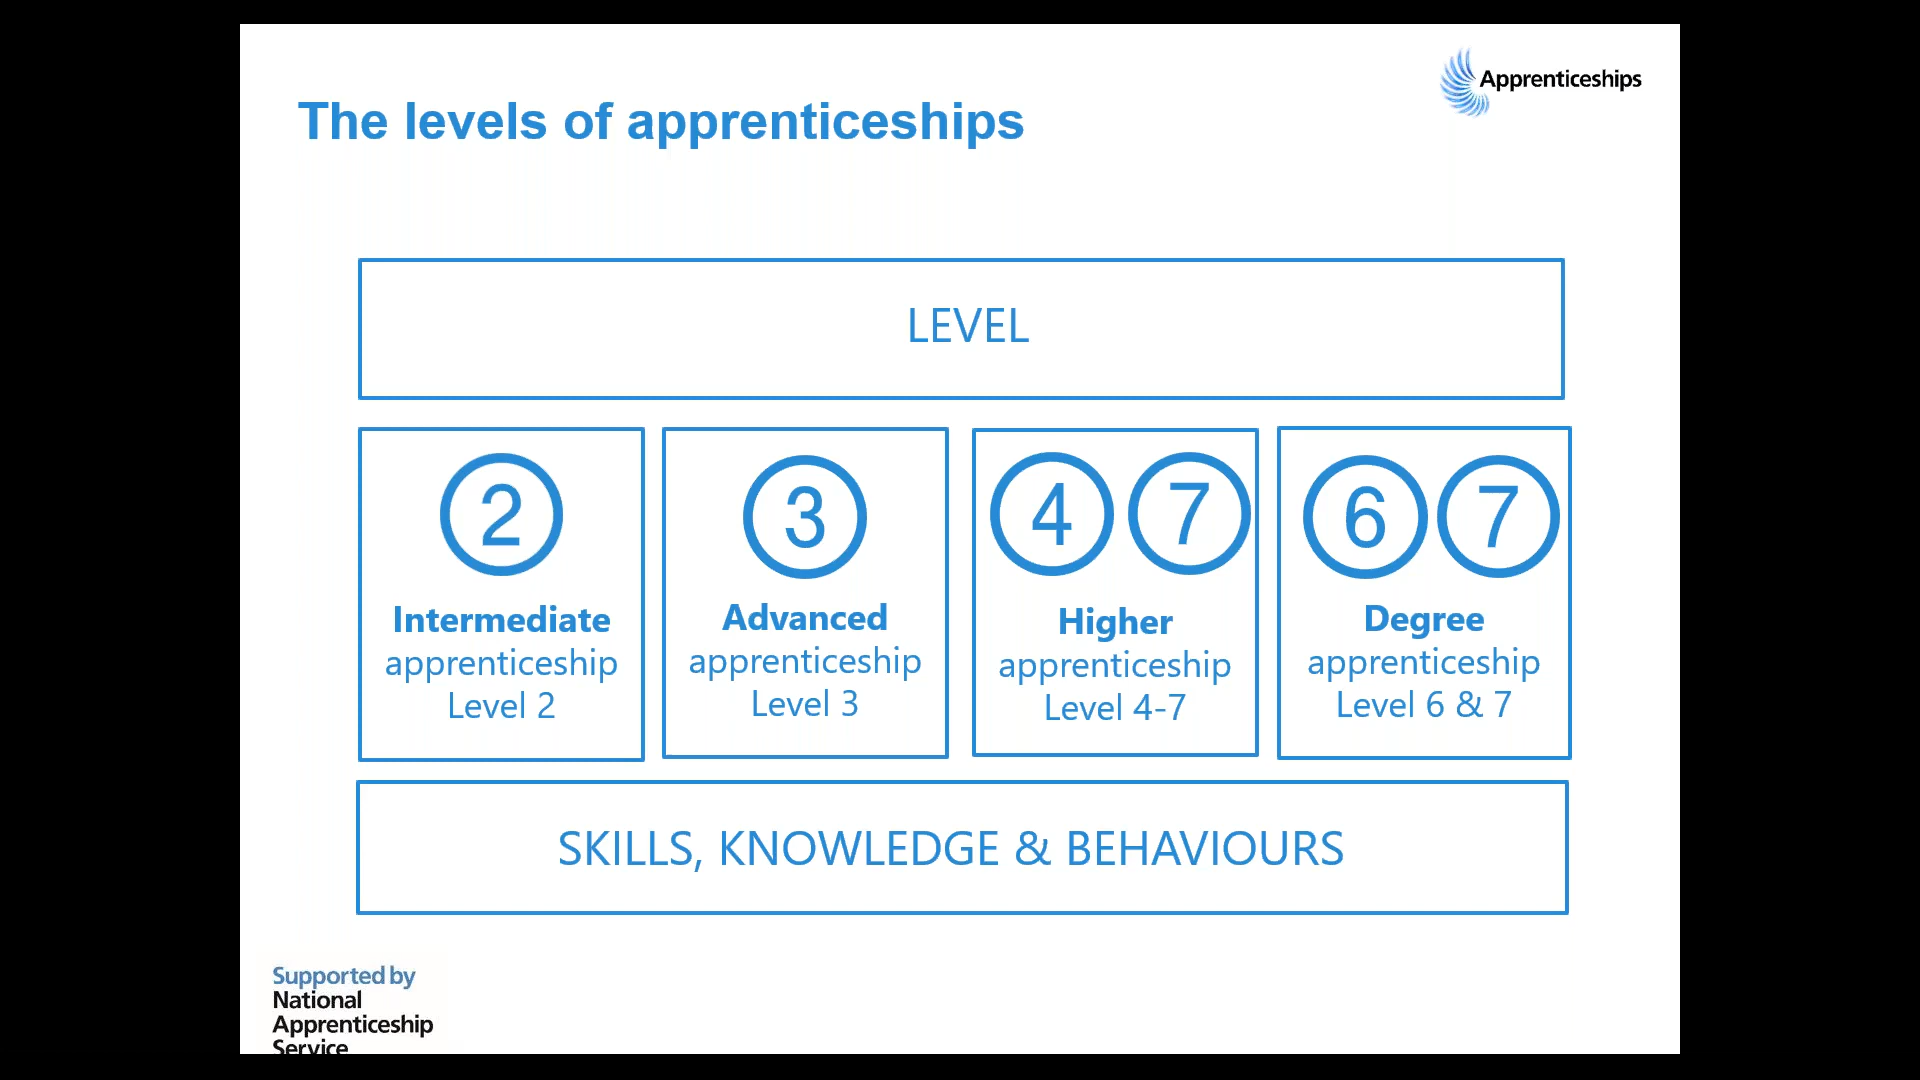 Apprenticeships
The levels of apprenticeships
LEVEL
2
Intermediate
apprenticeship
Level 2
3
Advanced
apprenticeship
Level 3
4 7
Higher
apprenticeship
Level 4-7
6 7
Degree
apprenticeship
Level 6 & 7
SKILLS, KNOWLEDGE & BEHAVIOURS
Supported by
National
Apprenticeship
Service